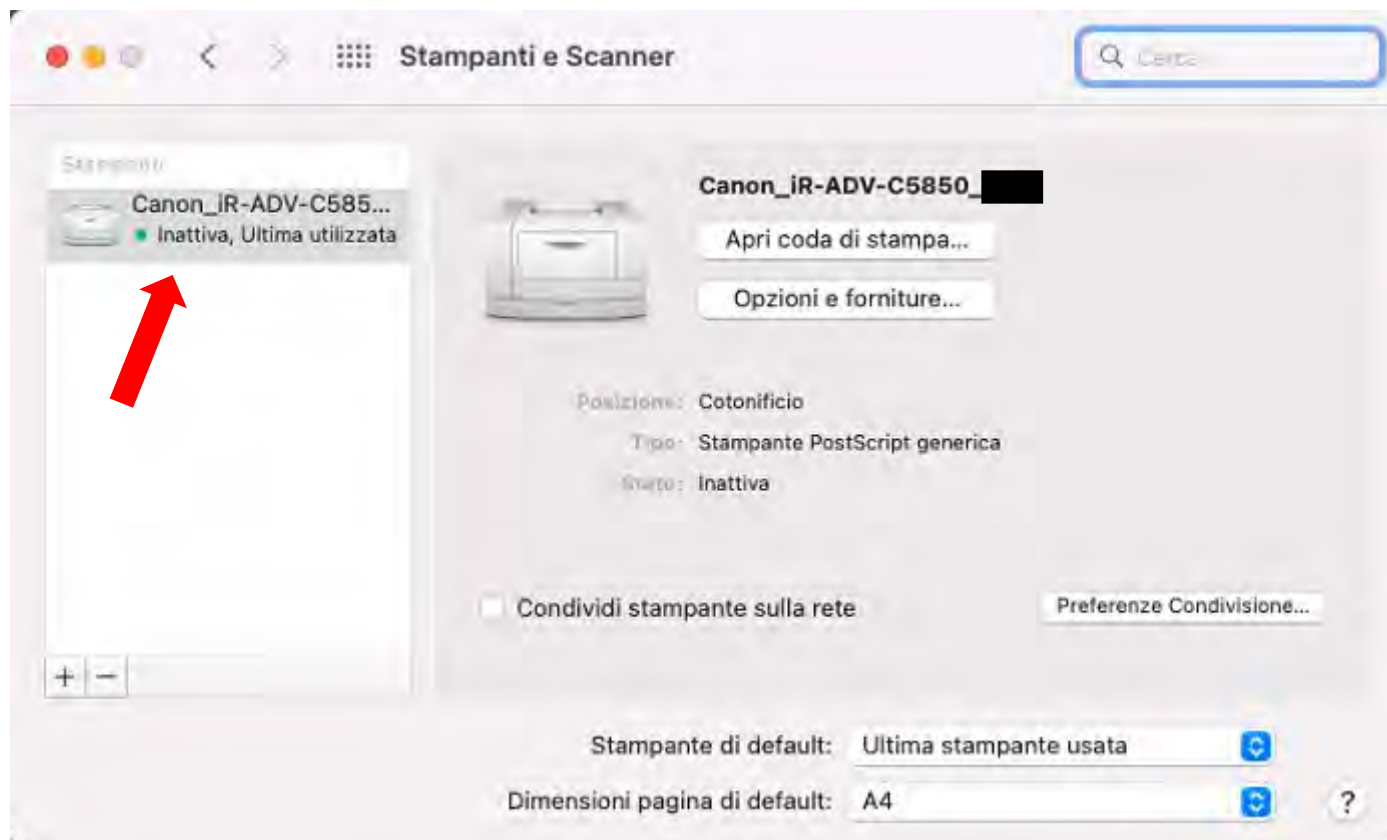 Stampanti e Scanner
Cerca
Stampanti
Canon_iR-ADV-C585...
Inattiva, Ultima utilizzata
Canon_iR-ADV-C5850_
Apri coda di stampa...
Opzioni e forniture...
Posizione: Cotonificio
Tipo: Stampante PostScript generica
Stato: Inattiva
Condividi stampante sulla rete
Preferenze Condivisione...
+ −
Stampante di default: Ultima stampante usata
Dimensioni pagina di default: A4
?